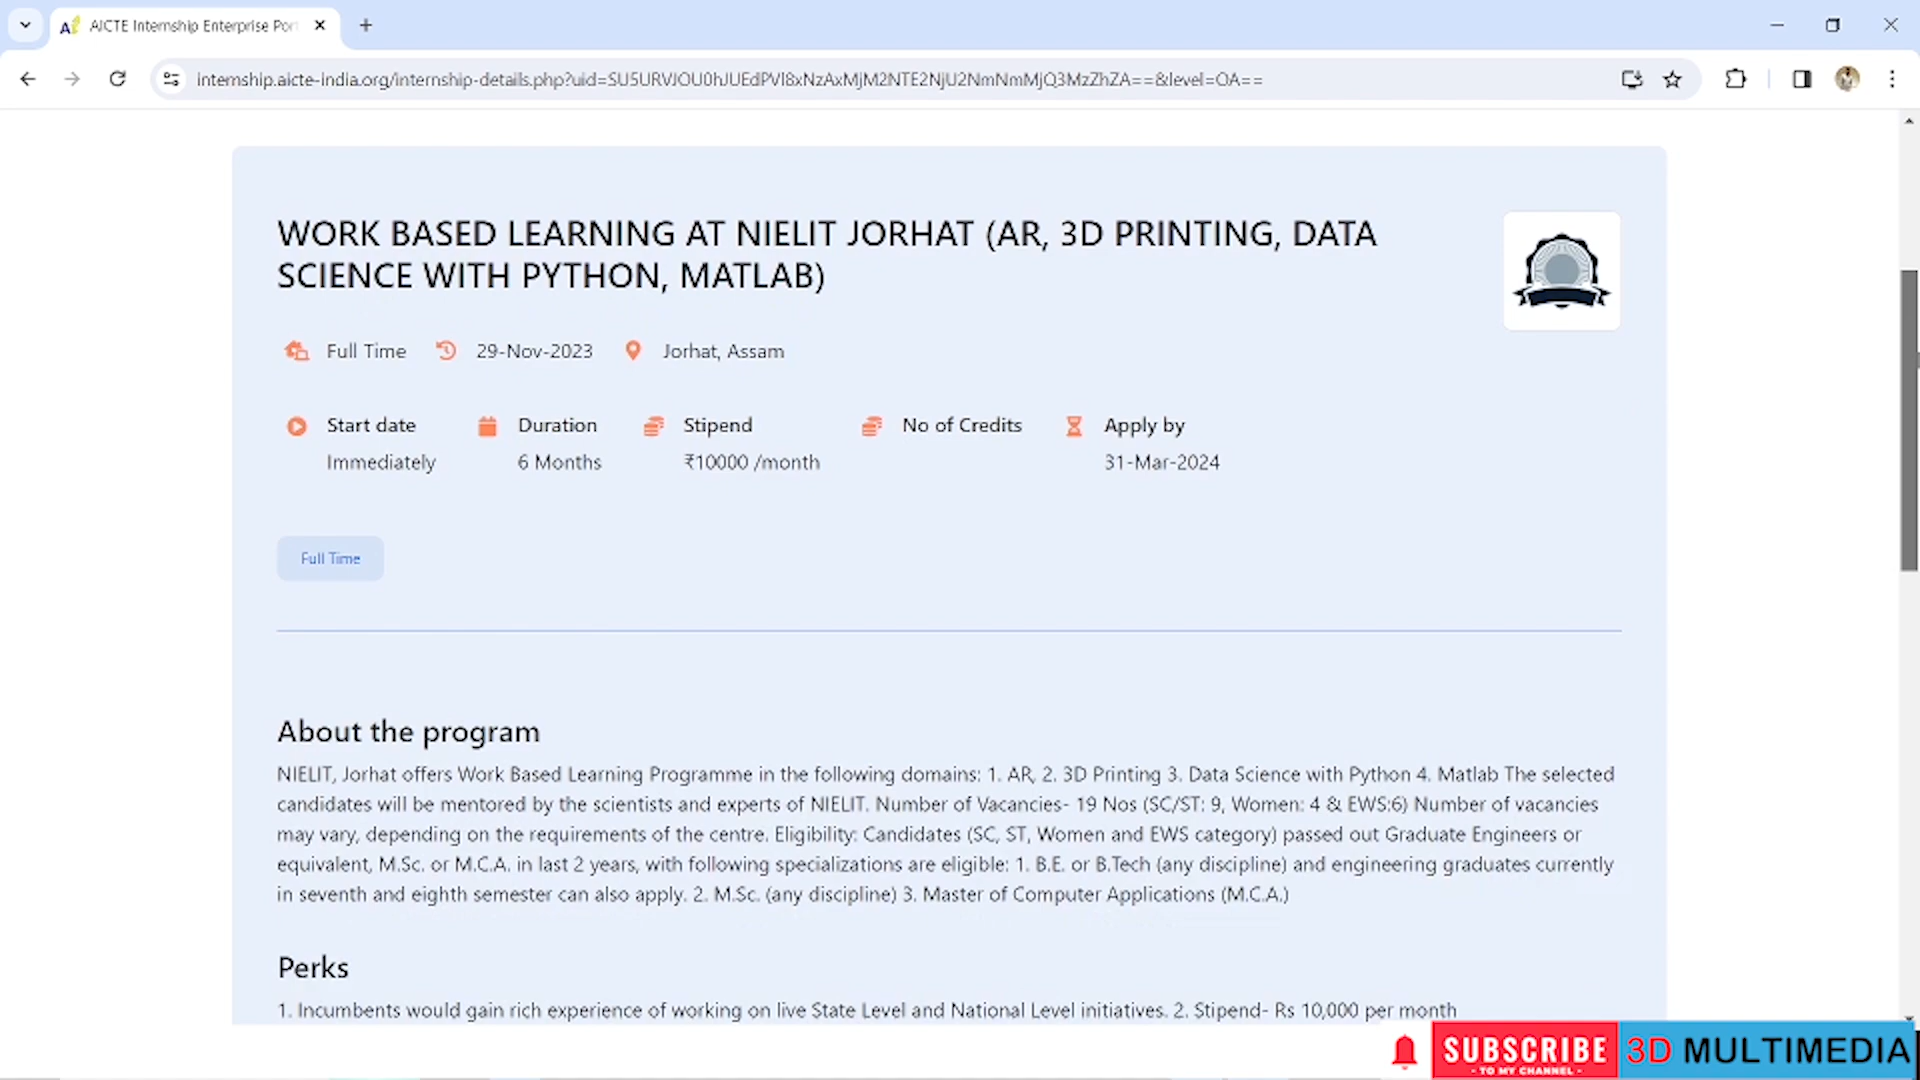 AICTE Internship Enterprise Por
internship.aicte-india.org/internship-details.php?uid=SU5URVJOU0hJUEdPVl8xNzAxMjM2NTE2NjU2NmNmMjQ3MzZhZA==&level=OA==
WORK BASED LEARNING AT NIELIT JORHAT (AR, 3D PRINTING, DATA
SCIENCE WITH PYTHON, MATLAB)
Full Time 29-Nov-2023 Jorhat, Assam
Start date Duration Stipend No of Credits Apply by
Immediately 6 Months ₹10000 /month 31-Mar-2024
Full Time
About the program
NIELIT, Jorhat offers Work Based Learning Programme in the following domains: 1. AR, 2. 3D Printing 3. Data Science with Python 4. Matlab The selected
candidates will be mentored by the scientists and experts of NIELIT. Number of Vacancies- 19 Nos (SC/ST: 9, Women: 4 & EWS:6) Number of vacancies
may vary, depending on the requirements of the centre. Eligibility: Candidates (SC, ST, Women and EWS category) passed out Graduate Engineers or
equivalent, M.Sc. or M.C.A. in last 2 years, with following specializations are eligible: 1. B.E. or B.Tech (any discipline) and engineering graduates currently
in seventh and eighth semester can also apply. 2. M.Sc. (any discipline) 3. Master of Computer Applications (M.C.A.)
Perks
1. Incumbents would gain rich experience of working on live State Level and National Level initiatives. 2. Stipend- Rs 10,000 per month
SUBSCRIBE 3D MULTIMEDIA
- TO MY CHANNEL -